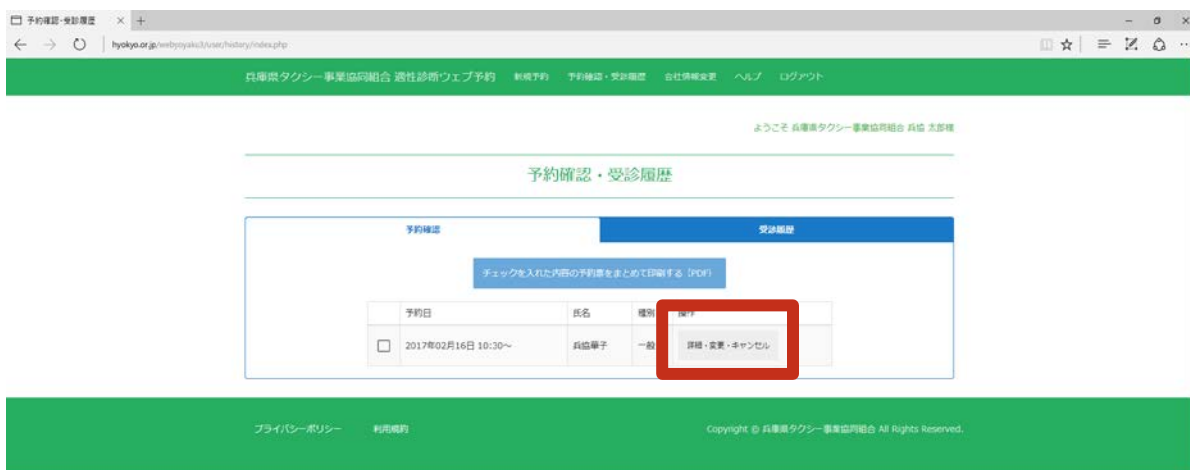 予約確認・受診履歴
hyokyo.or.jp/webyoyaku3/user/history/index.php
兵庫県タクシー事業協同組合 適性診断ウェブ予約 新規予約 予約確認・受診履歴 会社情報変更 ヘルプ ログアウト
ようこそ 兵庫県タクシー事業協同組合 兵協 太郎様
予約確認・受診履歴
予約確認 受診履歴
チェックを入れた内容の予約票をまとめて印刷する（PDF）
予約日 氏名 種別 操作
2017年02月16日 10:30～ 兵協華子 一般 詳細・変更・キャンセル
プライバシーポリシー 利用規約 Copyright © 兵庫県タクシー事業協同組合 All Rights Reserved.